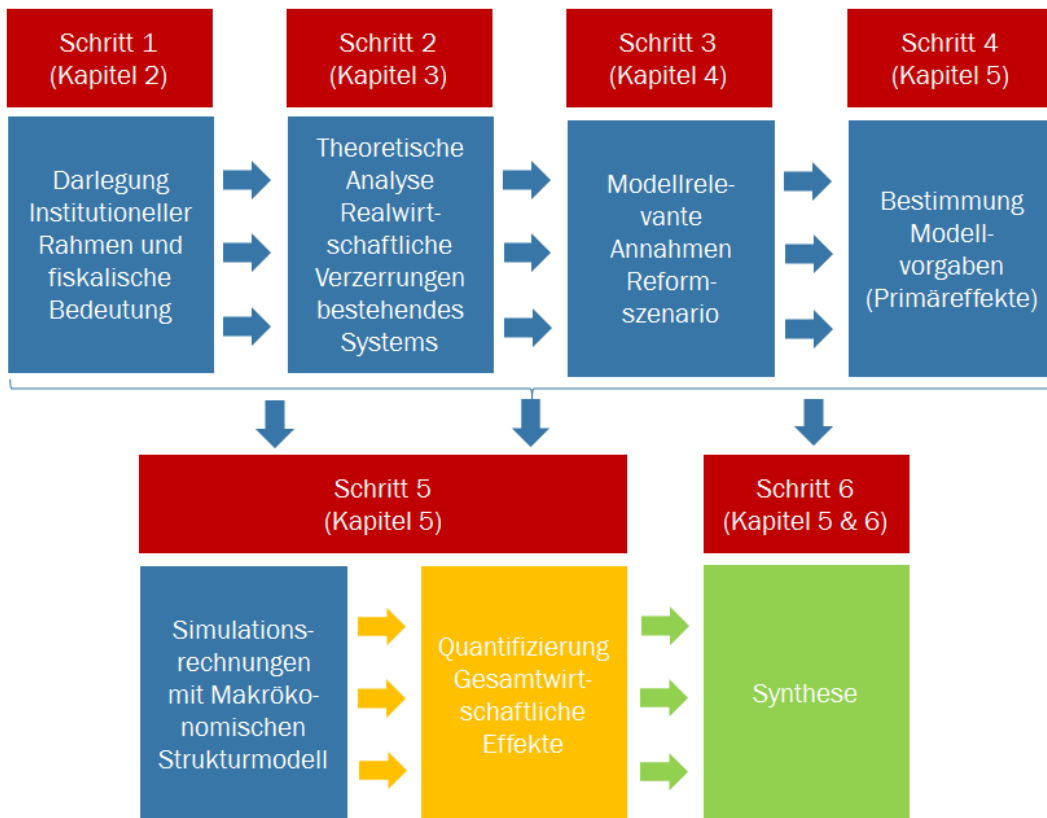 Schritt 1
(Kapitel 2)
Schritt 2
(Kapitel 3)
Schritt 3
(Kapitel 4)
Schritt 4
(Kapitel 5)
Darlegung
Institutioneller
Rahmen und
fiskalische
Bedeutung
Theoretische
Analyse
Realwirt-
schaftliche
Verzerrungen
bestehendes
Systems
Modellrele-
vante
Annahmen
Reform-
szenario
Bestimmung
Modell-
vorgaben
(Primäreffekte)
Schritt 5
(Kapitel 5)
Schritt 6
(Kapitel 5 & 6)
Simulations-
rechnungen
mit Makröko-
nomischen
Strukturmodell
Quantifizierung
Gesamtwirt-
schaftliche
Effekte
Synthese